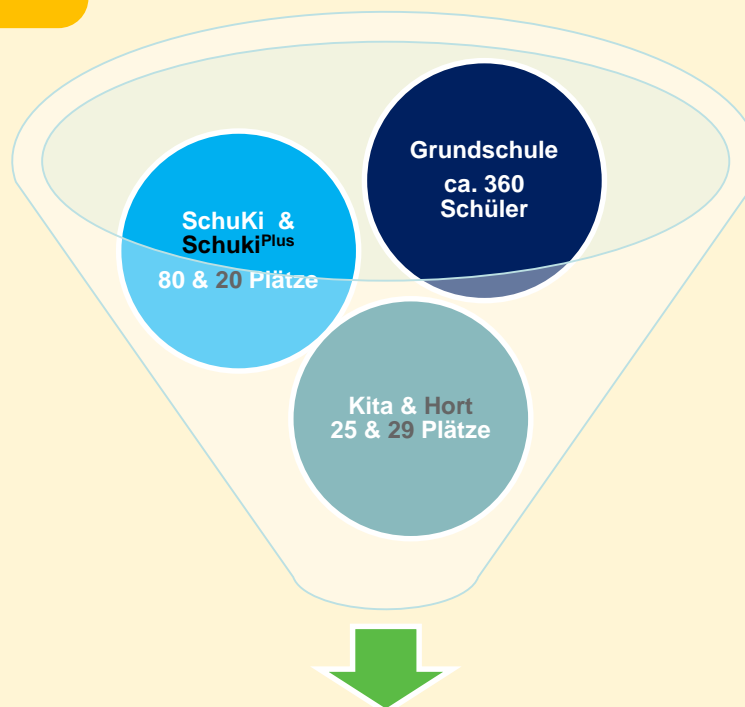 Grundschule
ca. 360
Schüler
SchuKi &
SchukiPlus
80 & 20 Plätze
Kita & Hort
25 & 29 Plätze